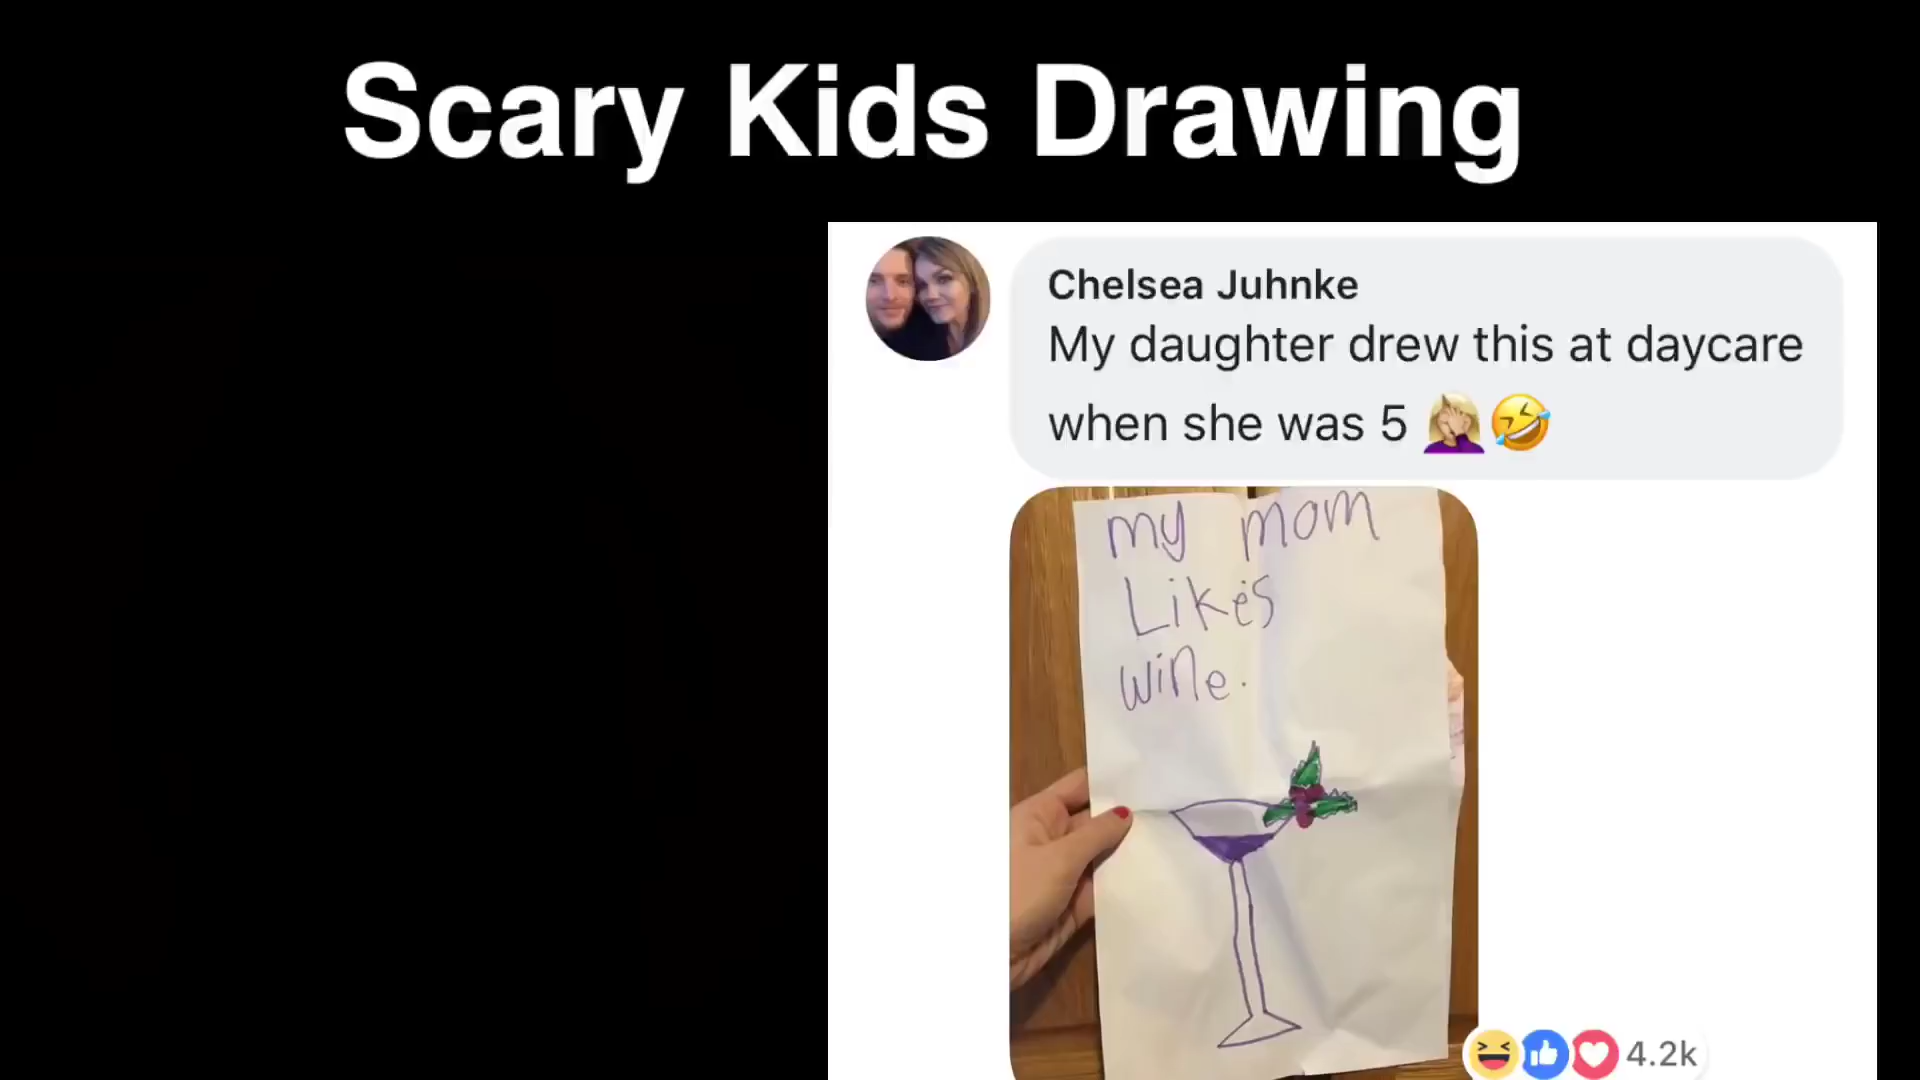 Scary Kids Drawing
Chelsea Juhnke
My daughter drew this at daycare
when she was 5 🤦🏼‍♀️🤣
my mom
Likes
wine.
4.2k